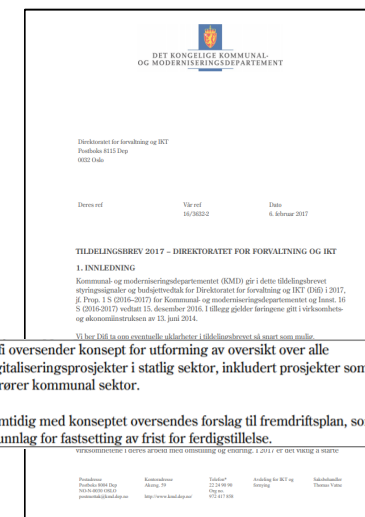 DET KONGELIGE KOMMUNAL-
OG MODERNISERINGSDEPARTEMENT
Direktoratet for forvaltning og IKT
Postboks 8115 Dep
0032 Oslo
Deres ref
Vår ref
Dato
16/3632-2
6. februar 2017
TILDELINGSBREV 2017 – DIREKTORATET FOR FORVALTNING OG IKT
1. INNLEDNING
Kommunal- og moderniseringsdepartementet (KMD) gir i dette tildelingsbrevet
styringssignaler og budsjettvedtak for Direktoratet for forvaltning og IKT (Difi) i 2017,
jf. Prop. 1 S (2016–2017) for Kommunal- og moderniseringsdepartementet og Innst. 16
S (2016-2017) vedtatt 15. desember 2016. I tillegg gjelder føringene gitt i virksomhets-
og økonomiinstruksen av 13. juni 2014.
Vi ber Difi ta opp eventuelle uklarheter i tildelingsbrevet så snart som mulig.
fi oversender konsept for utforming av oversikt over alle
gitaliseringsprosjekter i statlig sektor, inkludert prosjekter som
rører kommunal sektor.
mtidig med konseptet oversendes forslag til fremdriftsplan, so
unnlag for fastsetting av frist for ferdigstillelse.
virksomhetene i deres arbeid med omstilling og endring. I 2017 er det viktig å støtte
Postadresse
Kontoradresse
Telefon*
Avdeling for IKT og
Saksbehandler
Postboks 8004 Dep
Akersg. 59
22 24 90 90
fornying
Thomas Vatne
NO-N-0030 OSLO
Org no.
postmottak@kmd.dep.no
http://www.kmd.dep.no/
972 417 858